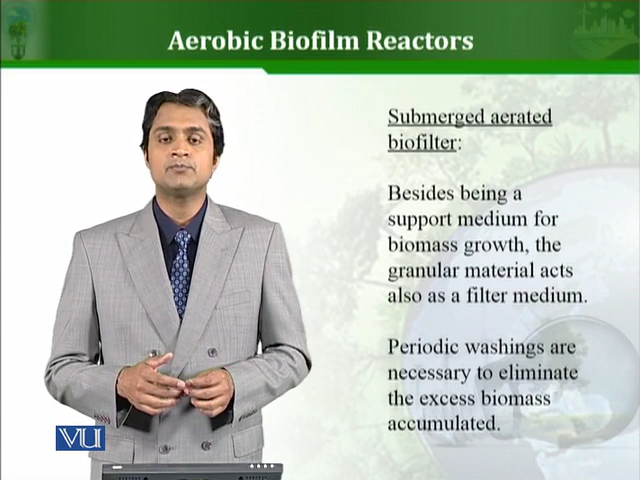 Aerobic Biofilm Reactors
Submerged aerated
biofilter:
Besides being a
support medium for
biomass growth, the
granular material acts
also as a filter medium.
Periodic washings are
necessary to eliminate
the excess biomass
accumulated.
VU